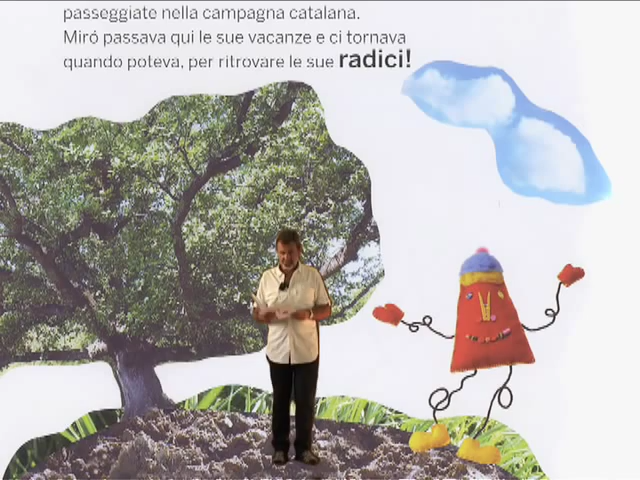 passeggiate nella campagna catalana.
Miró passava qui le sue vacanze e ci tornava
quando poteva, per ritrovare le sue radici!